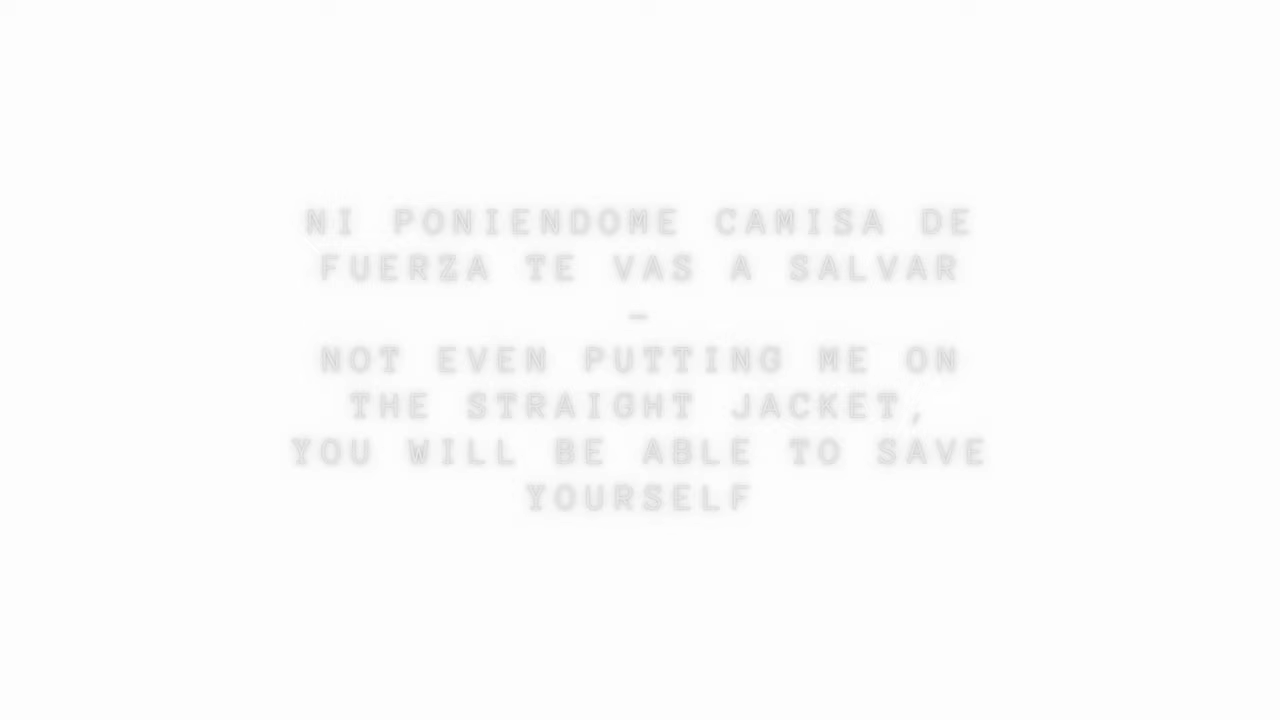 NI PONIENDOME CAMISA DE
FUERZA TE VAS A SALVAR
–
NOT EVEN PUTTING ME ON
THE STRAIGHT JACKET,
YOU WILL BE ABLE TO SAVE
YOURSELF